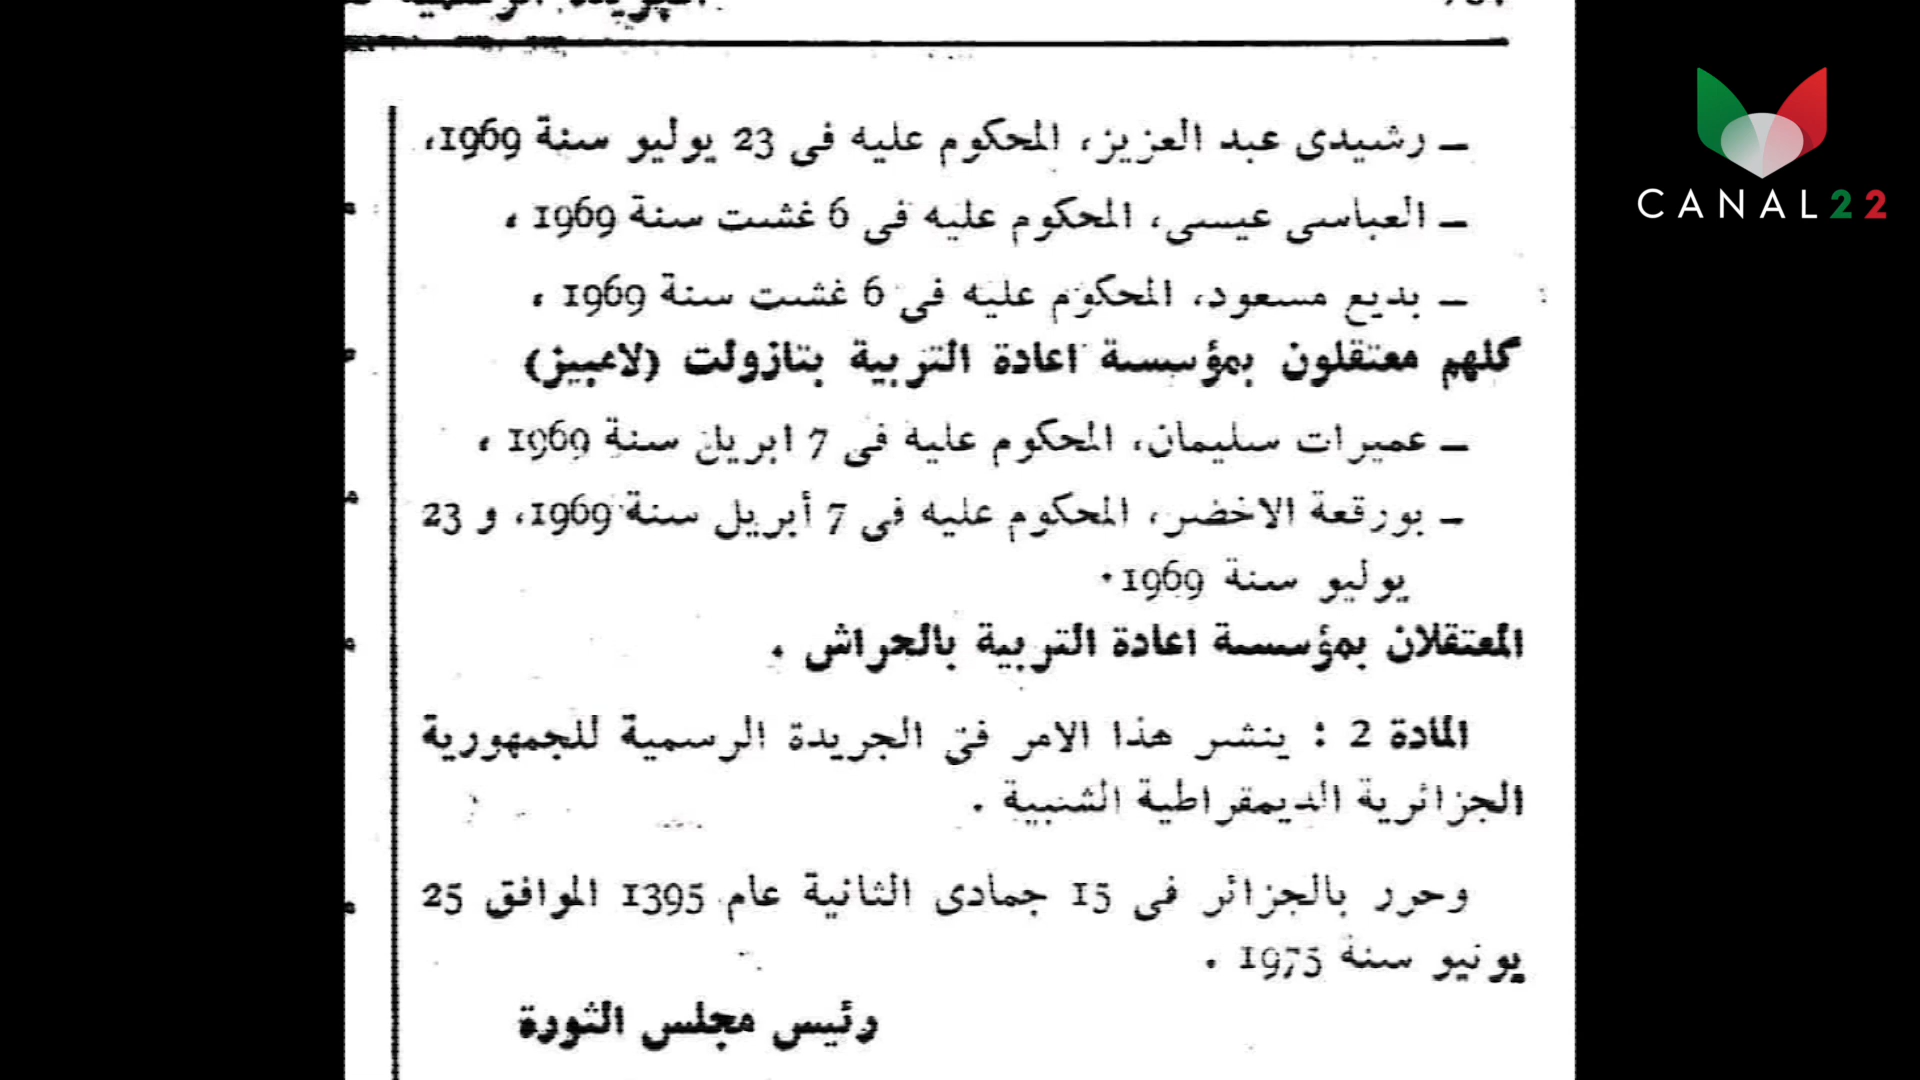 ـ رشيدى عبد العزيز، المحكوم عليه فى 23 يوليو سنة 1969،
ـ العباسى عيسى، المحكوم عليه فى 6 غشت سنة 1969 ،
ـ بديع مسعود، المحكوم عليه فى 6 غشت سنة 1969 ،
كلهم معتقلون بمؤسسة اعادة التربية بتازولت (لامبيز)
ـ عميرات سليمان، المحكوم عليه فى 7 ابريل سنة 1969 ،
ـ بورقعة الاخضر، المحكوم عليه فى 7 أبريل سنة 1969، و 23
يوليو سنة 1969.
المعتقلان بمؤسسة اعادة التربية بالحراش .
المادة 2 : ينشر هذا الامر فى الجريدة الرسمية للجمهورية
الجزائرية الديمقراطية الشعبية .
وحرر بالجزائر فى 15 جمادى الثانية عام 1395 الموافق 25
يونيو سنة 1975 .
رئيس مجلس الثورة
CANAL22